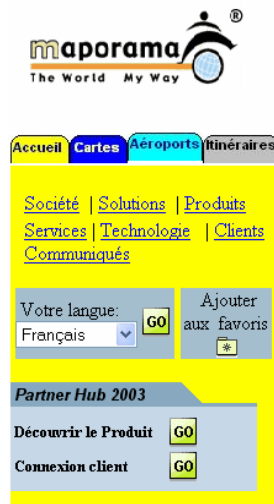 ®
maporama
The World My Way
Accueil Cartes Aéroports Itinéraires
Société | Solutions | Produits
Services | Technologie | Clients
Communiqués
Votre langue:
Français GO
Ajouter
aux favoris
Partner Hub 2003
Découvrir le Produit GO
Connexion client GO